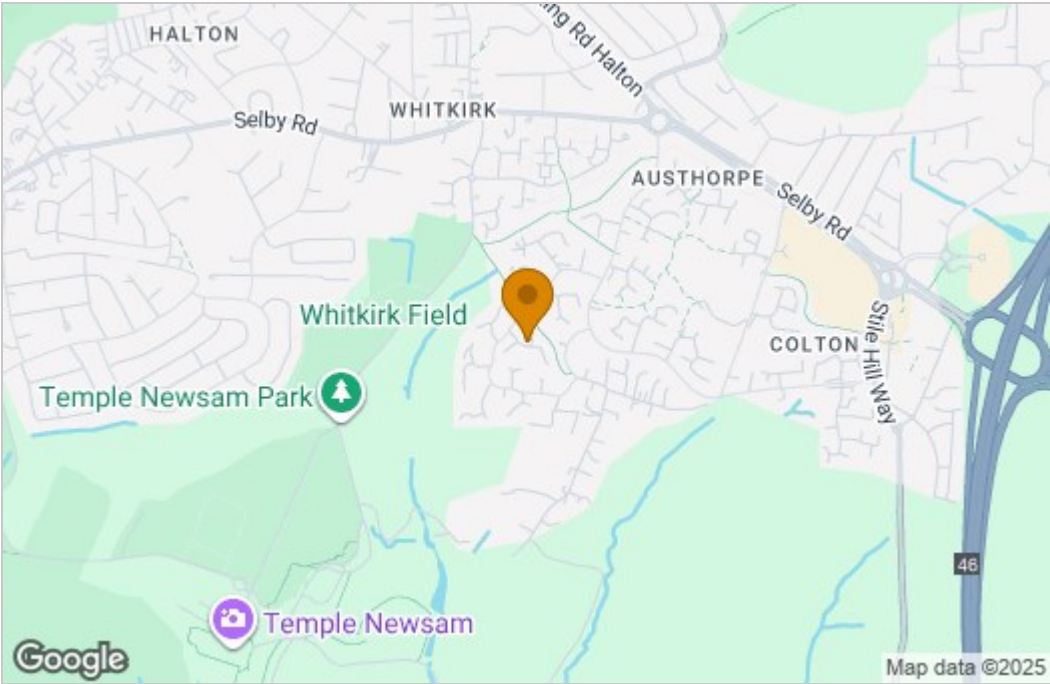 HALTON
ing Rd Halton
Selby Rd
WHITKIRK
AUSTHORPE
Selby Rd
Whitkirk Field
COLTON
Stile Hill Way
Temple Newsam Park
46
Temple Newsam
Google
Map data ©2025